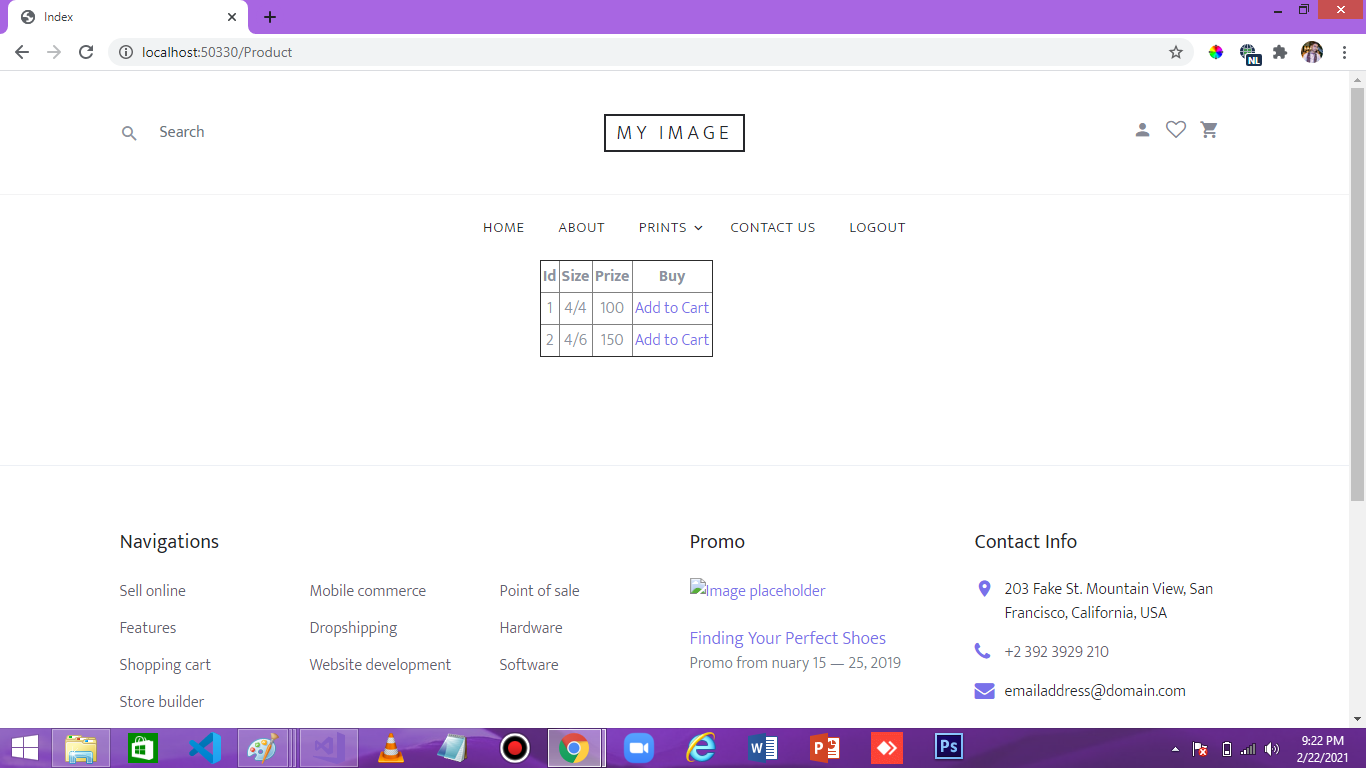 Index
localhost:50330/Product
NL
Search
MY IMAGE
HOME ABOUT PRINTS CONTACT US LOGOUT
Id Size Prize Buy
1 4/4 100 Add to Cart
2 4/6 150 Add to Cart
Navigations
Sell online
Features
Shopping cart
Store builder
Mobile commerce
Dropshipping
Website development
Point of sale
Hardware
Software
Promo
Image placeholder
Finding Your Perfect Shoes
Promo from nuary 15 — 25, 2019
Contact Info
203 Fake St. Mountain View, San
Francisco, California, USA
+2 392 3929 210
emailaddress@domain.com
Ps
9:22 PM
2/22/2021